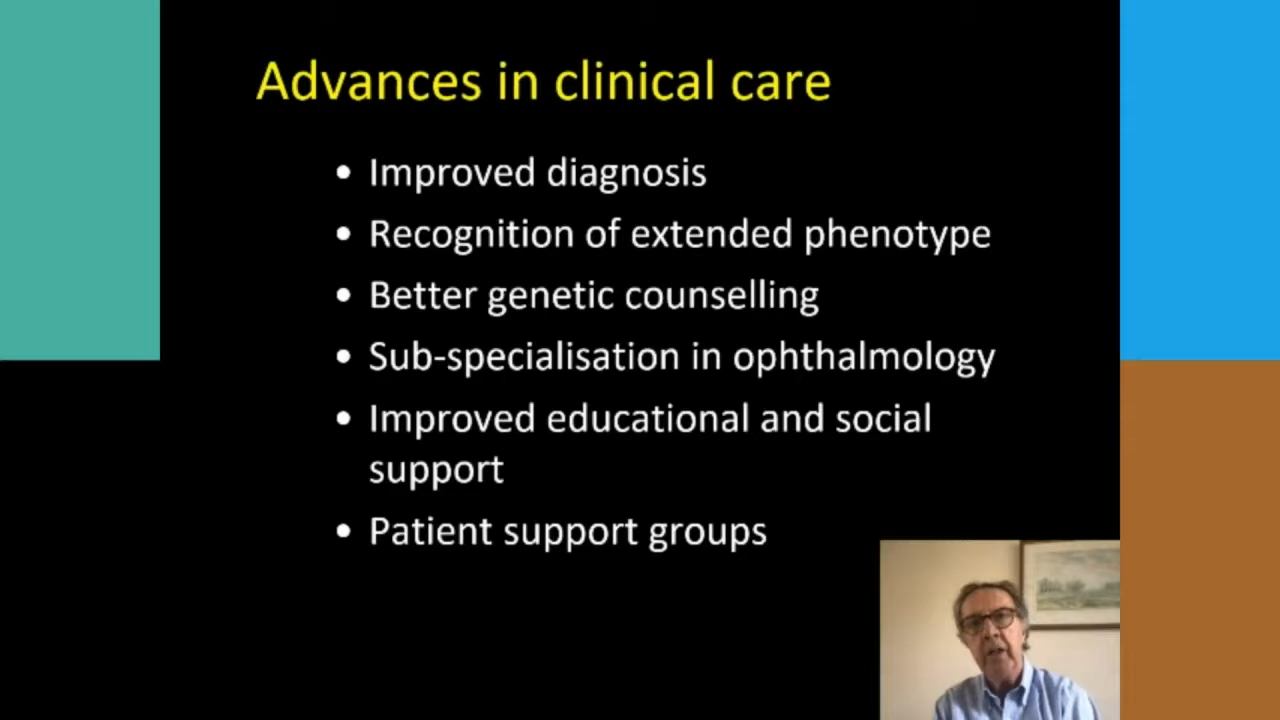 Advances in clinical care
• Improved diagnosis
• Recognition of extended phenotype
• Better genetic counselling
• Sub-specialisation in ophthalmology
• Improved educational and social
support
• Patient support groups